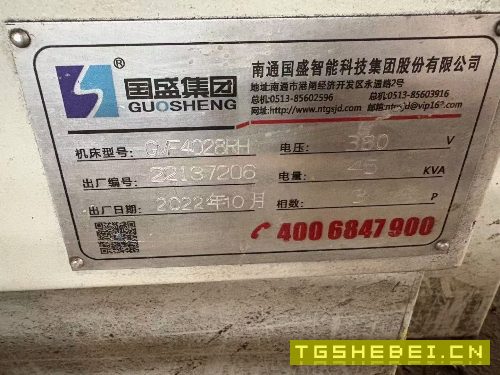 国盛集团
GUOSHENG
®
南通国盛智能科技集团股份有限公司
地址:南通市港闸经济开发区永通路2号
总机:0513-85602596 总机:0513-85603916
网址:http://www.ntgsjd.com 邮箱:
机床型号: 4028RH 电压: 380 V
出厂编号: 22137206 电量: KVA
出厂日期: 2022年10月 相数: 3 P
400 6847 900
TGSHEBEI.CN